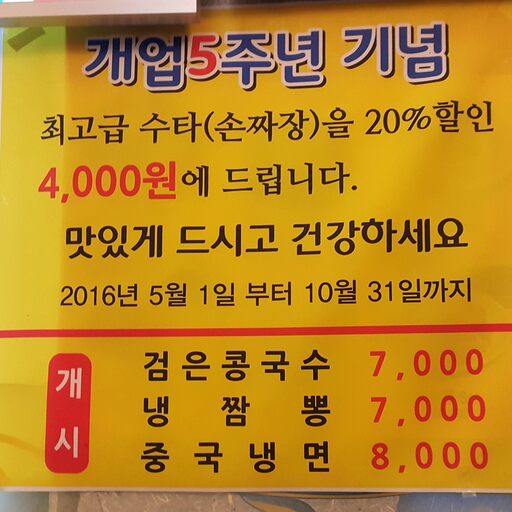 개업5주년 기념
최고급 수타(손짜장)을 20%할인
4,000원에 드립니다.
맛있게 드시고 건강하세요
2016년 5월 1일 부터 10월 31일까지
개시
검은콩국수 7,000
냉짬뽕 7,000
중국냉면 8,000